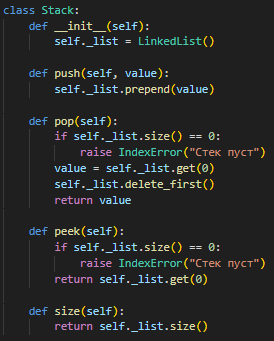 class Stack:
    def __init__(self):
        self._list = LinkedList()

    def push(self, value):
        self._list.prepend(value)

    def pop(self):
        if self._list.size() == 0:
            raise IndexError("Стек пуст")
        value = self._list.get(0)
        self._list.delete_first()
        return value

    def peek(self):
        if self._list.size() == 0:
            raise IndexError("Стек пуст")
        return self._list.get(0)

    def size(self):
        return self._list.size()